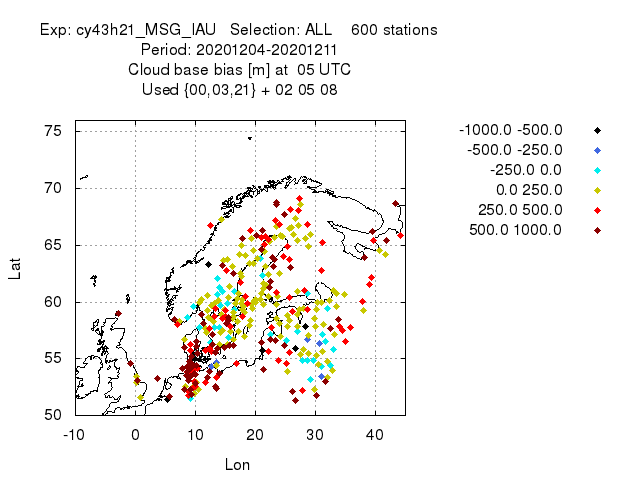 Exp: cy43h21_MSG_IAU   Selection: ALL    600 stations
Period: 20201204-20201211
Cloud base bias [m] at  05 UTC
Used {00,03,21} + 02 05 08
-1000.0 -500.0
-500.0 -250.0
-250.0 0.0
0.0 250.0
250.0 500.0
500.0 1000.0
75
70
65
60
55
50
Lat
-10 0 10 20 30 40
Lon